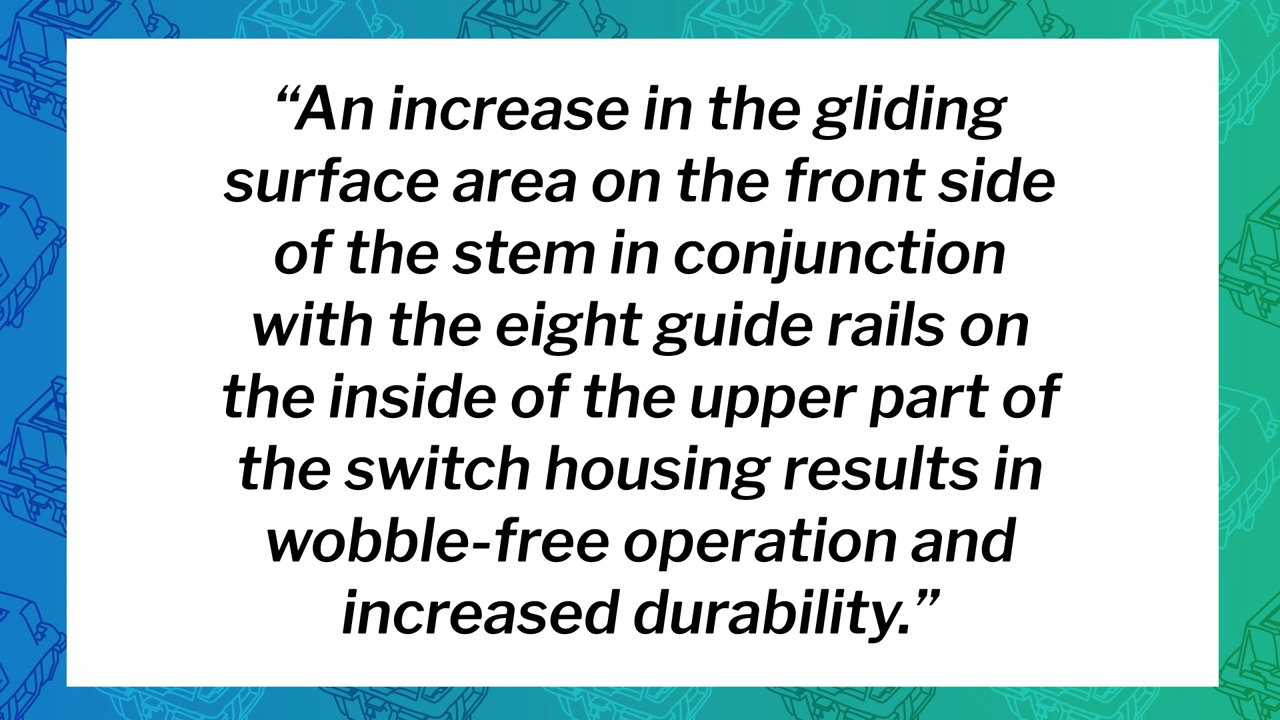 “An increase in the gliding
surface area on the front side
of the stem in conjunction
with the eight guide rails on
the inside of the upper part of
the switch housing results in
wobble-free operation and
increased durability.”